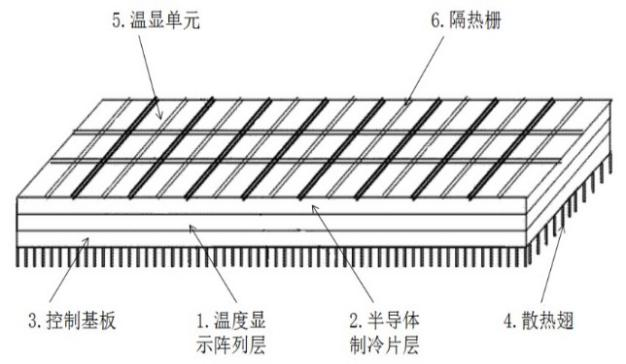 5.温显单元
6.隔热栅
3.控制基板
1.温度显
示阵列层
2.半导体
制冷片层
4.散热翅